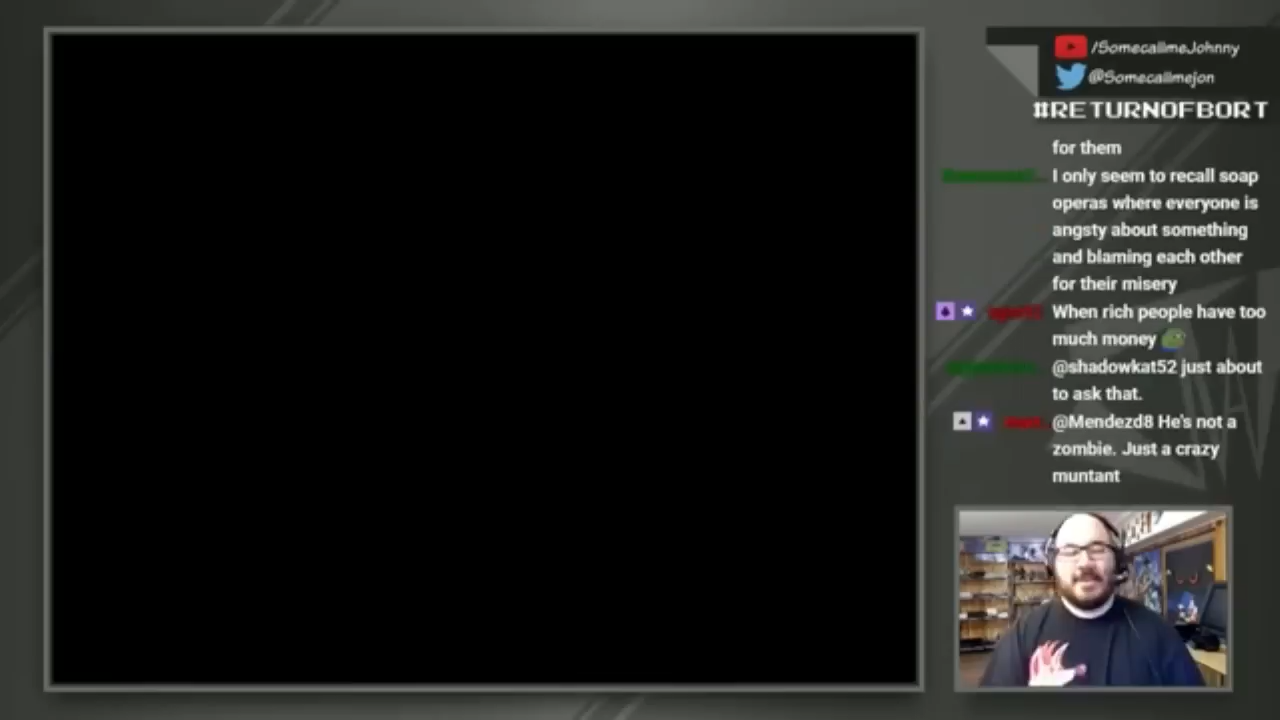 /SomecallmeJohnny
@Somecallmejon
#RETURNOFBORT
for them
I only seem to recall soap
operas where everyone is
angsty about something
and blaming each other
for their misery
When rich people have too
much money
@shadowkat52 just about
to ask that.
@Mendezd8 He's not a
zombie. Just a crazy
muntant